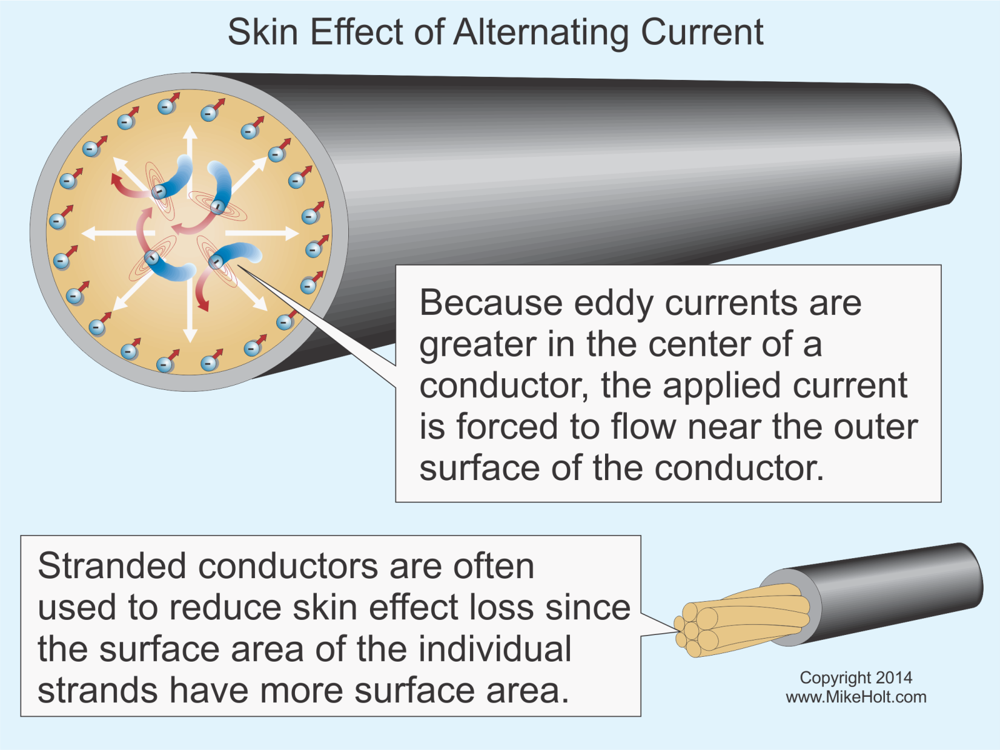 Skin Effect of Alternating Current
Because eddy currents are
greater in the center of a
conductor, the applied current
is forced to flow near the outer
surface of the conductor.
Stranded conductors are often
used to reduce skin effect loss since
the surface area of the individual
strands have more surface area.
Copyright 2014
www.MikeHolt.com